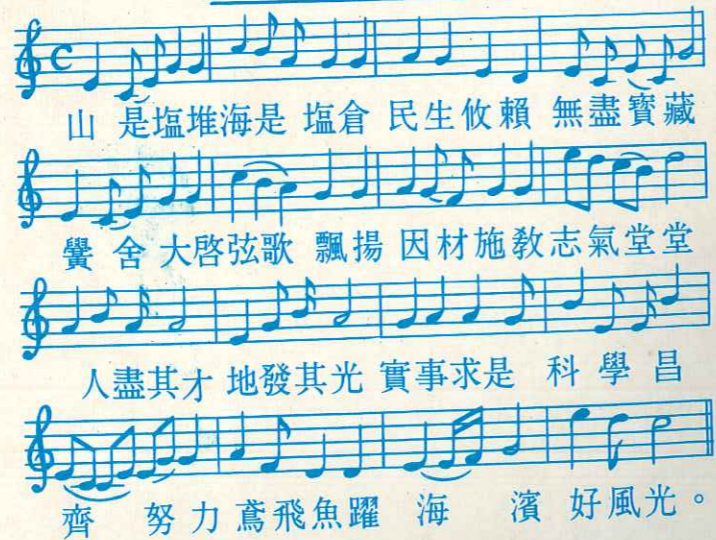 山 是塩堆海是 塩倉 民生攸賴 無盡寶藏
黌 舍 大啓弦歌 飄揚 因材施敎志氣堂堂
人盡其才 地發其光 實事求是 科 學 昌
齊 努力鳶飛魚躍 海 濱 好風光。